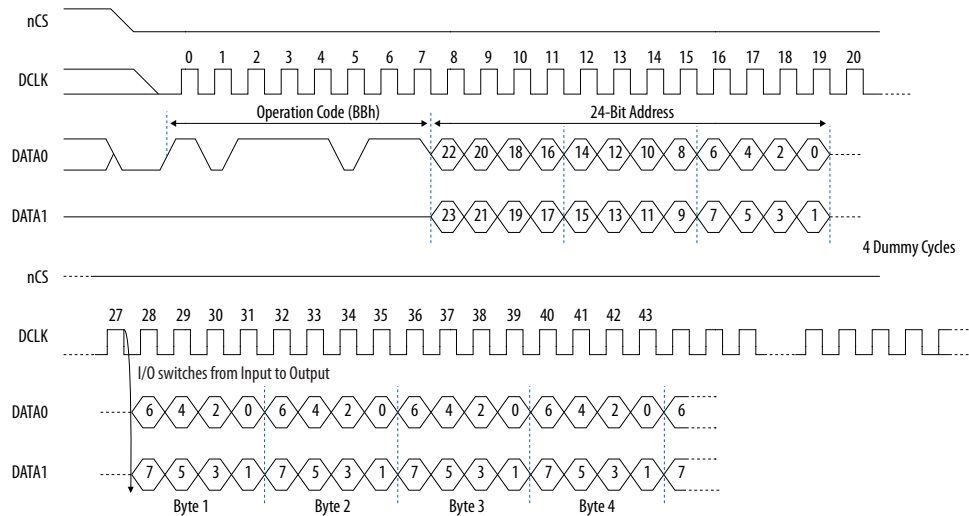 nCS
0 1 2 3 4 5 6 7 8 9 10 11 12 13 14 15 16 17 18 19 20
DCLK
Operation Code (BBh) 24-Bit Address
DATA0 22 20 18 16 14 12 10 8 6 4 2 0
DATA1 23 21 19 17 15 13 11 9 7 5 3 1
4 Dummy Cycles
nCS
27 28 29 30 31 32 33 34 35 36 37 38 39 40 41 42 43
DCLK
I/O switches from Input to Output
DATA0 6 4 2 0 6 4 2 0 6 4 2 0 6 4 2 0 6
DATA1 7 5 3 1 7 5 3 1 7 5 3 1 7 5 3 1 7
Byte 1 Byte 2 Byte 3 Byte 4